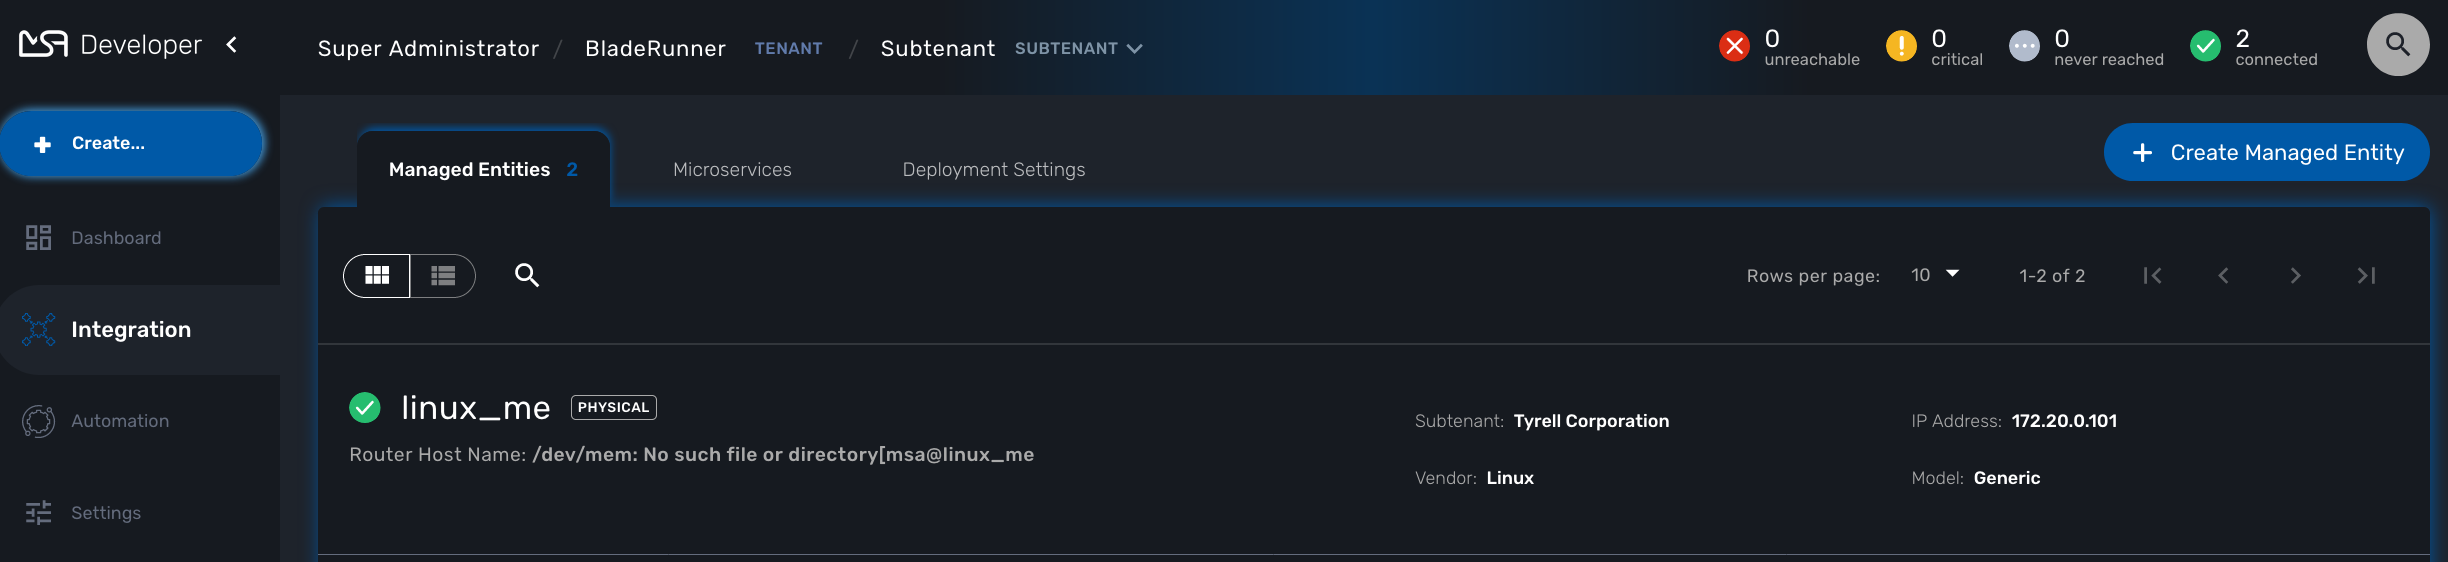 MSA Developer
Super Administrator / BladeRunner TENANT / Subtenant SUBTENANT
0 unreachable
0 critical
0 never reached
2 connected
Create...
Dashboard
Integration
Automation
Settings
Managed Entities 2
Microservices
Deployment Settings
+ Create Managed Entity
Rows per page: 10
1-2 of 2
linux_me PHYSICAL
Router Host Name: /dev/mem: No such file or directory[msa@linux_me
Subtenant: Tyrell Corporation
IP Address: 172.20.0.101
Vendor: Linux
Model: Generic